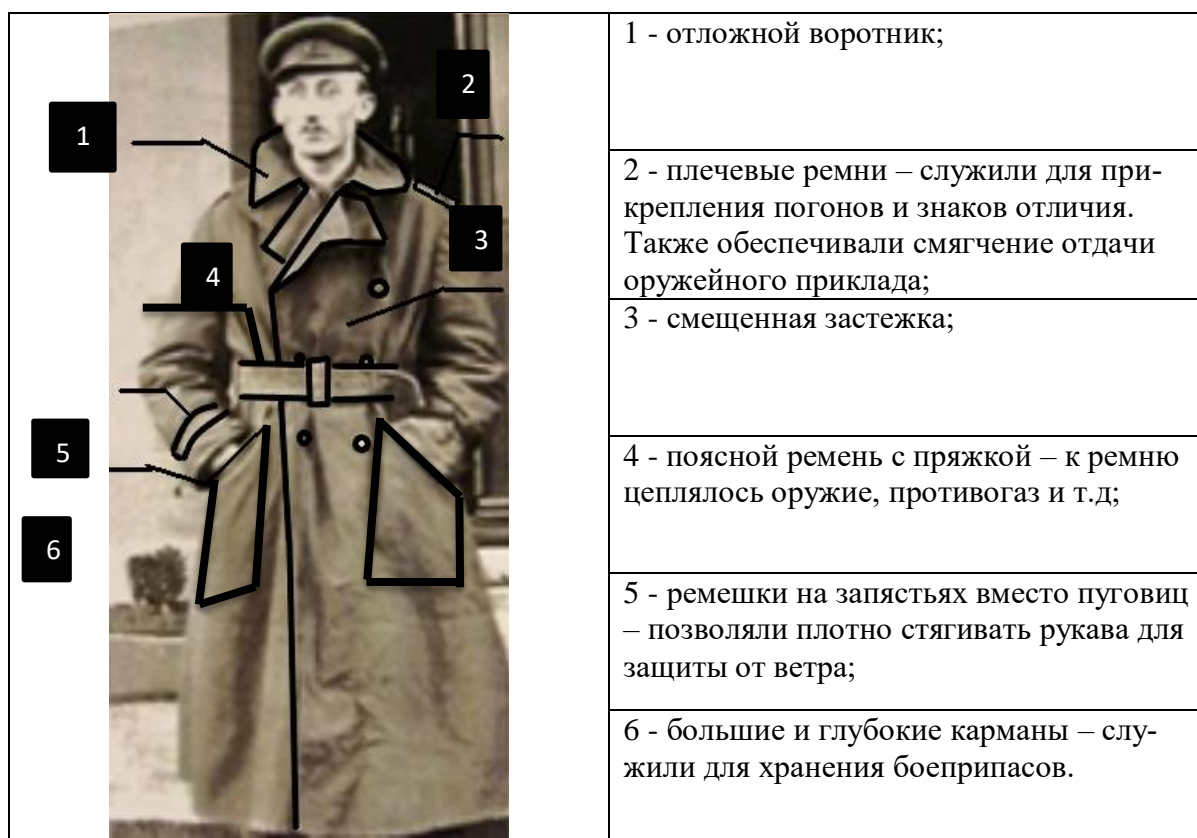 1
2
3
4
5
6
1 - отложной воротник;
2 - плечевые ремни – служили для при-
крепления погонов и знаков отличия.
Также обеспечивали смягчение отдачи
оружейного приклада;
3 - смещенная застежка;
4 - поясной ремень с пряжкой – к ремню
цеплялось оружие, противогаз и т.д;
5 - ремешки на запястьях вместо пуговиц
– позволяли плотно стягивать рукава для
защиты от ветра;
6 - большие и глубокие карманы – слу-
жили для хранения боеприпасов.